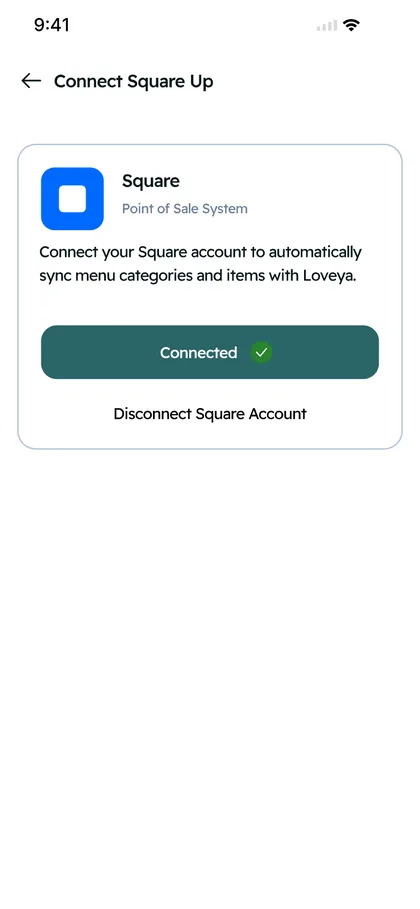 9:41
Connect Square Up
Square
Point of Sale System
Connect your Square account to automatically
sync menu categories and items with Loveya.
Connected
Disconnect Square Account